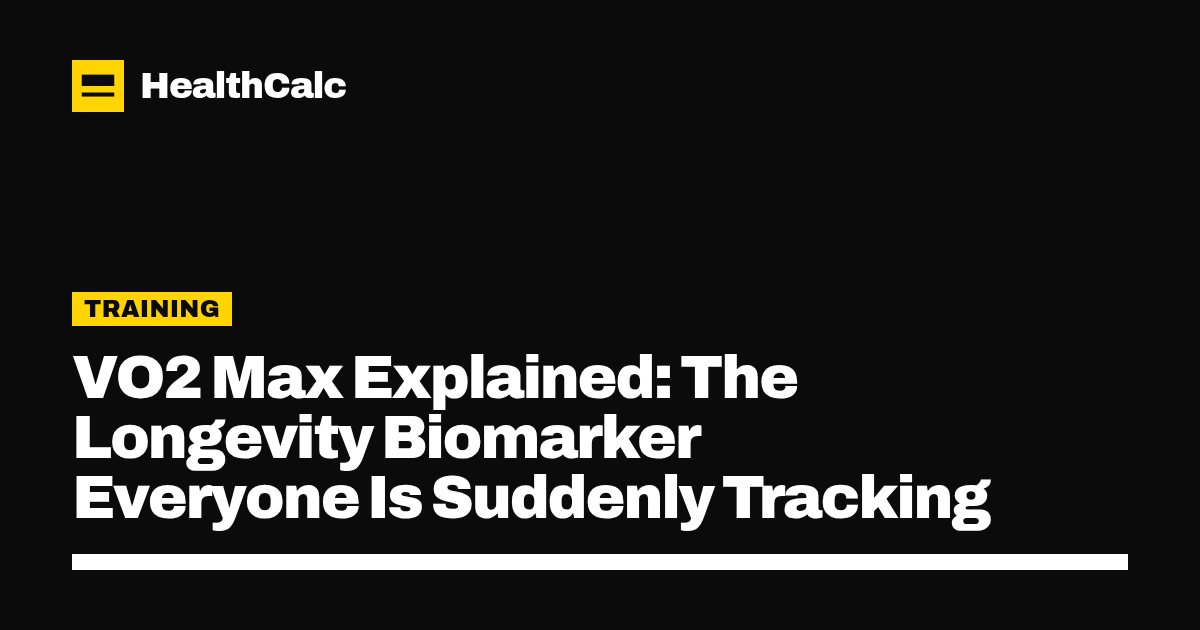 HealthCalc
TRAINING
VO2 Max Explained: The
Longevity Biomarker
Everyone Is Suddenly Tracking